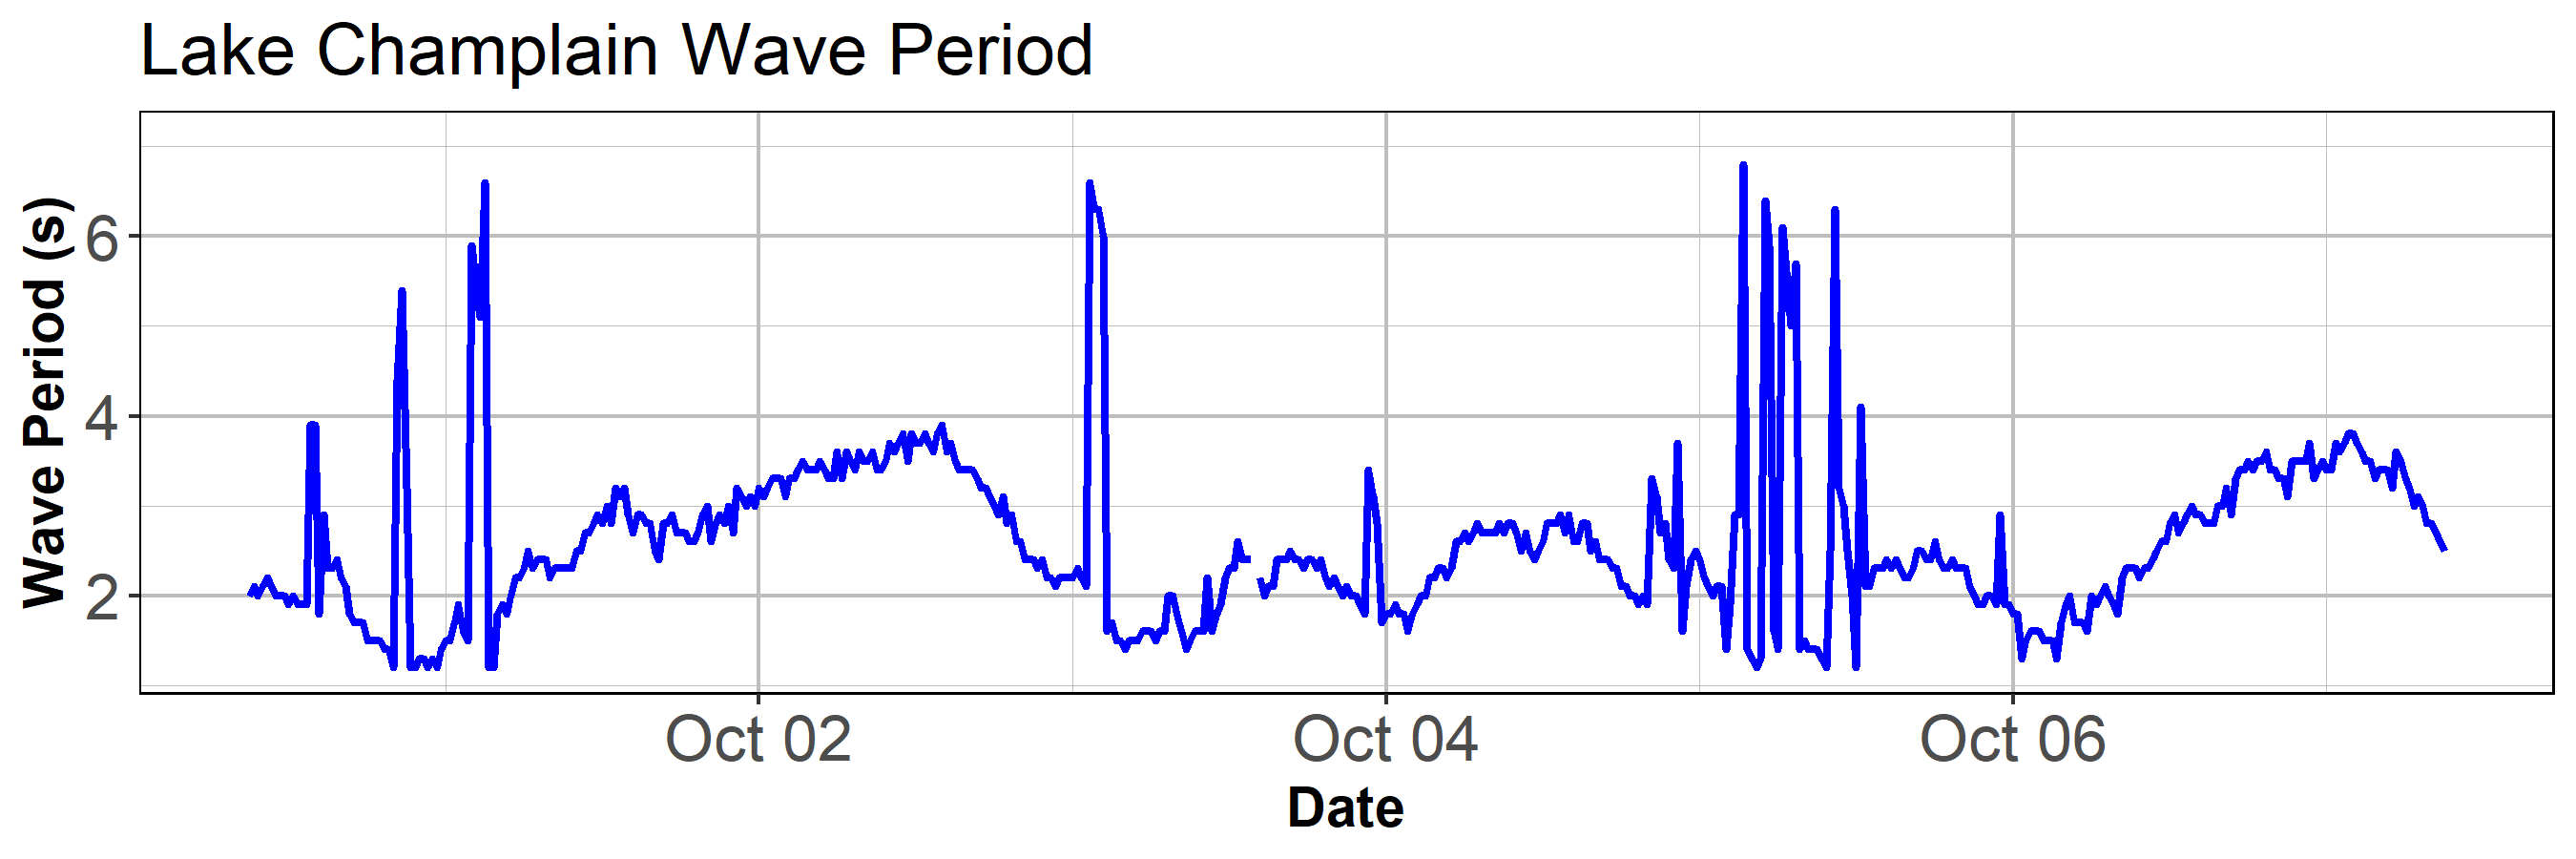 Lake Champlain Wave Period
Wave Period (s)
6
4
2
Oct 02
Oct 04
Oct 06
Date